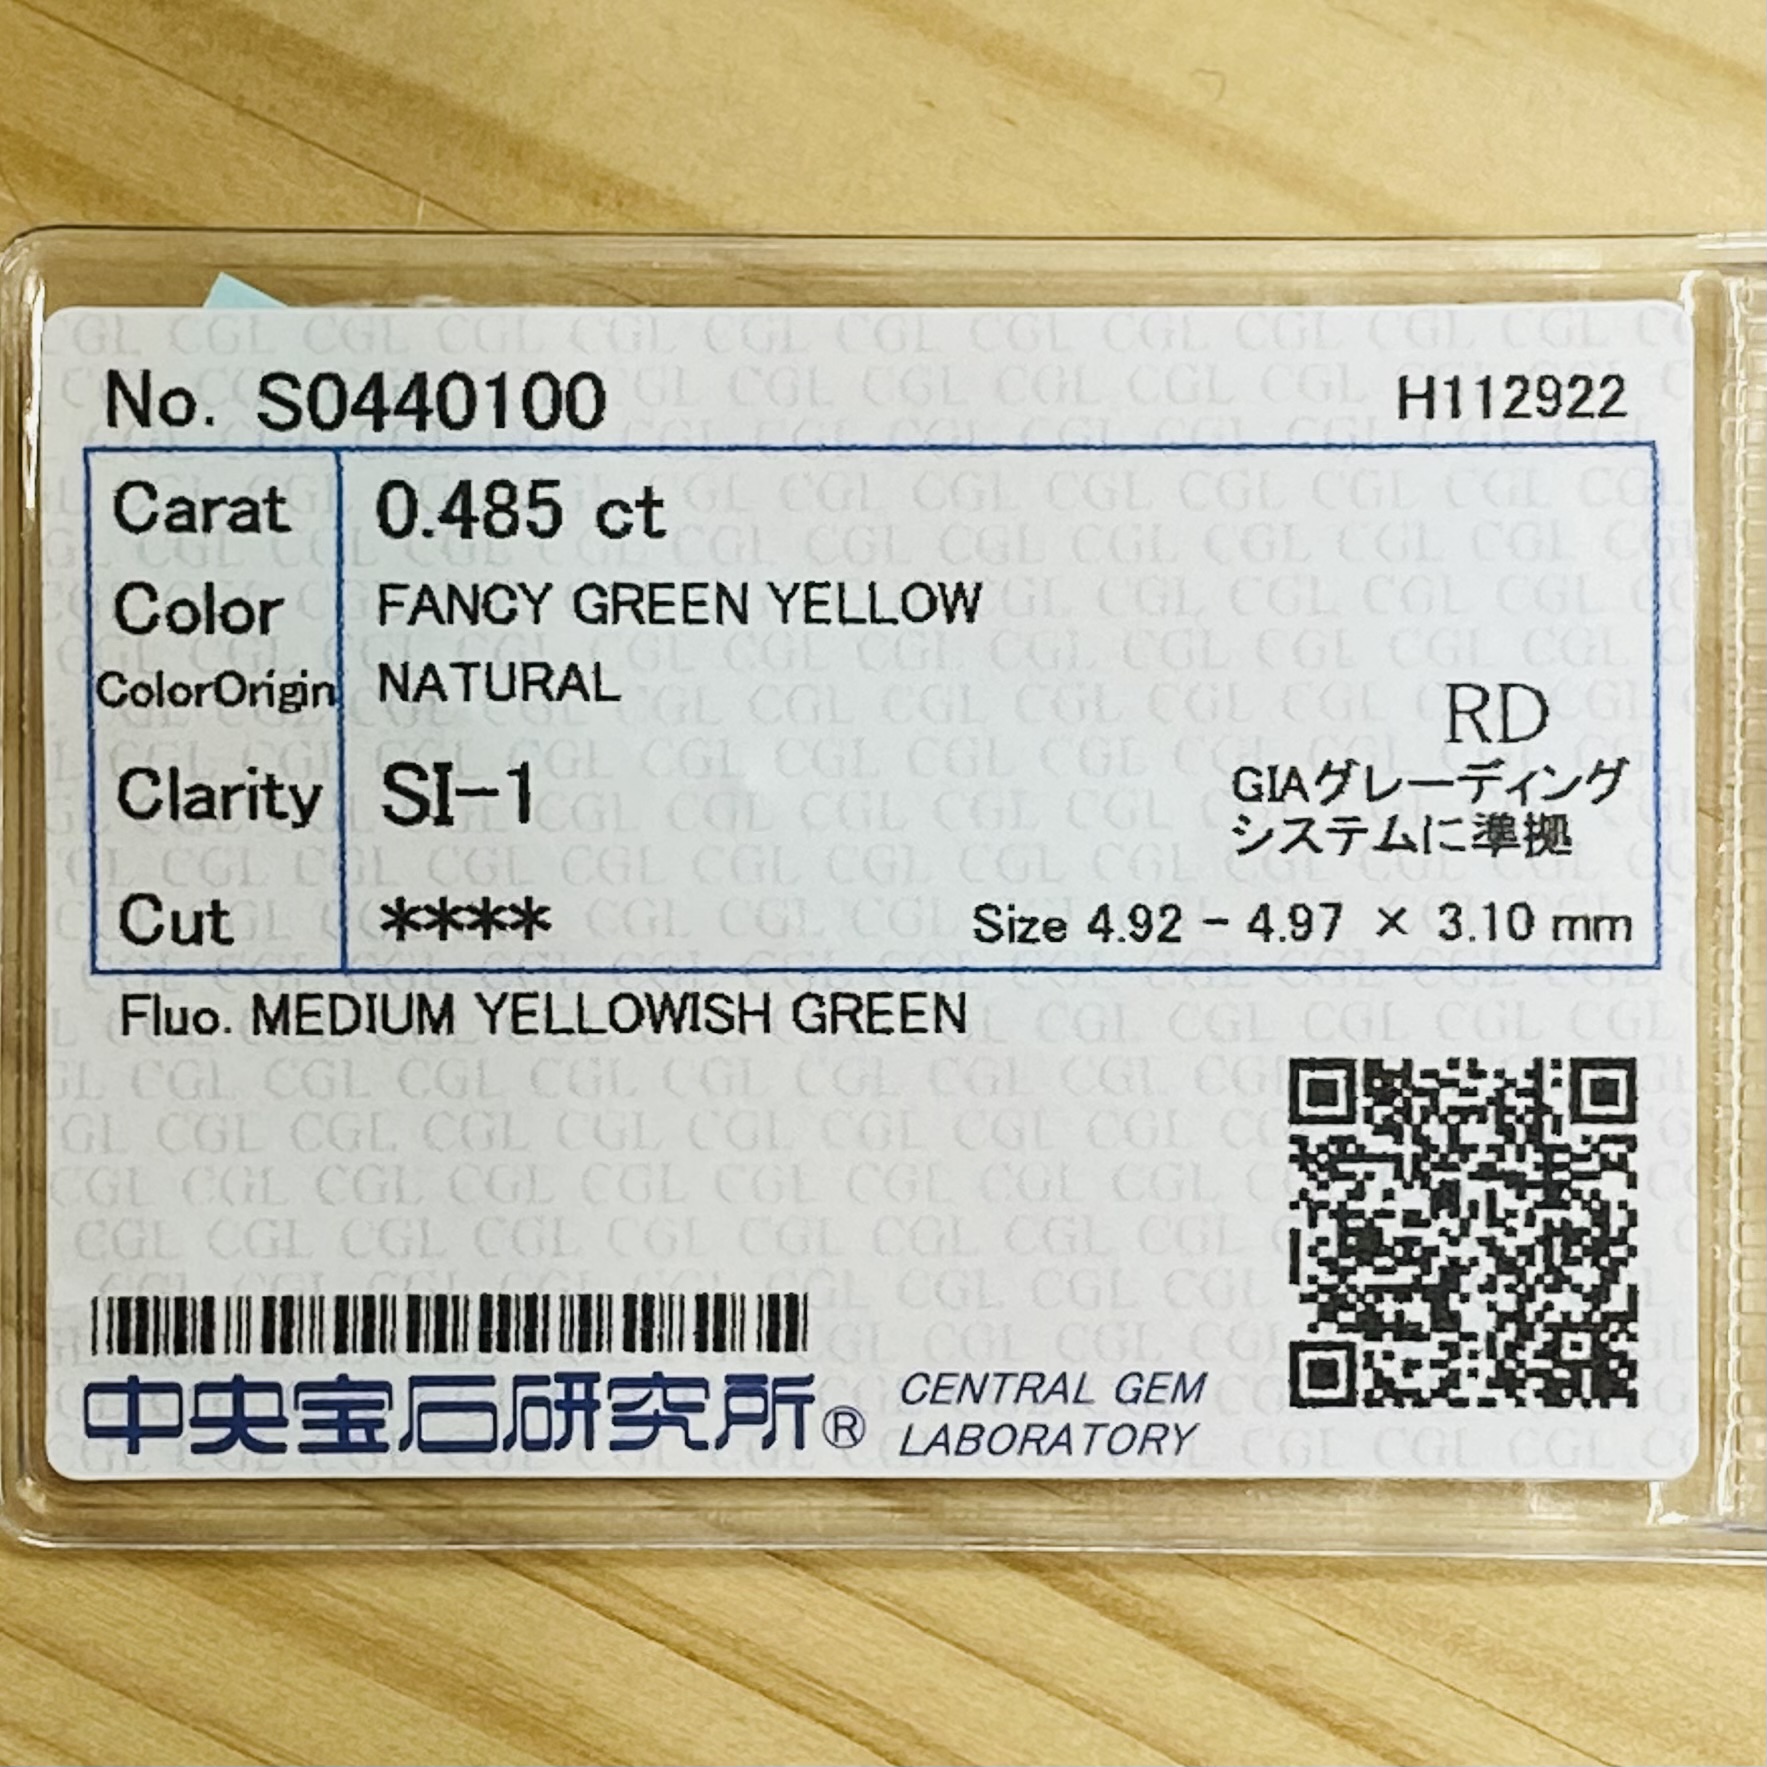 No. S0440100
H112922
Carat 0.485 ct
Color FANCY GREEN YELLOW
ColorOrigin NATURAL
RD
Clarity SI-1
GIAグレーディング
システムに準拠
Cut ****
Size 4.92 - 4.97 × 3.10 mm
Fluo. MEDIUM YELLOWISH GREEN
中央宝石研究所®
CENTRAL GEM
LABORATORY